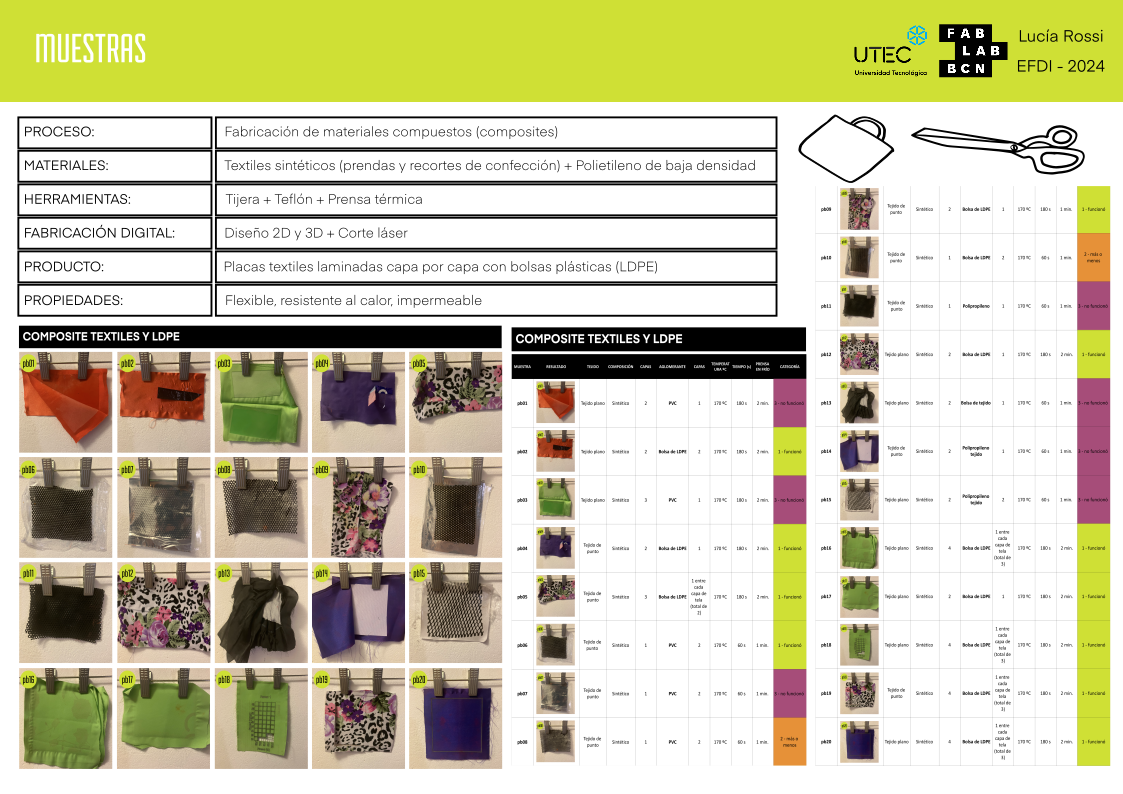 MUESTRAS
UTEC
Universidad Tecnológica
FAB
LAB
BCN
Lucía Rossi
EFDI - 2024
PROCESO: Fabricación de materiales compuestos (composites)
MATERIALES: Textiles sintéticos (prendas y recortes de confección) + Polietileno de baja densidad
HERRAMIENTAS: Tijera + Teflón + Prensa térmica
FABRICACIÓN DIGITAL: Diseño 2D y 3D + Corte láser
PRODUCTO: Placas textiles laminadas capa por capa con bolsas plásticas (LDPE)
PROPIEDADES: Flexible, resistente al calor, impermeable
COMPOSITE TEXTILES Y LDPE
pb01 pb02 pb03 pb04 pb05
pb06 pb07 pb08 pb09 pb10
pb11 pb12 pb13 pb14 pb15
pb16 pb17 pb18 pb19 pb20
COMPOSITE TEXTILES Y LDPE
MUESTRA RESULTADO TEJIDO COMPOSICIÓN CAPAS AGLOMERANTE CAPAS TEMPERATURA ºC TIEMPO (s) PRENSA EN FRÍO CATEGORÍA
pb01 Tejido plano Sintético 2 PVC 1 170 ºC 180 s 2 min. 3 - no funcionó
pb02 Tejido plano Sintético 2 Bolsa de LDPE 2 170 ºC 180 s 2 min. 1 - funcionó
pb03 Tejido plano Sintético 3 PVC 1 170 ºC 180 s 2 min. 3 - no funcionó
pb04 Tejido de punto Sintético 2 Bolsa de LDPE 1 170 ºC 180 s 2 min. 1 - funcionó
pb05 Tejido de punto Sintético 3 Bolsa de LDPE 1 entre cada capa de tela (total de 2) 170 ºC 180 s 2 min. 1 - funcionó
pb06 Tejido de punto Sintético 1 PVC 2 170 ºC 60 s 1 min. 1 - funcionó
pb07 Tejido de punto Sintético 1 PVC 2 170 ºC 60 s 1 min. 3 - no funcionó
pb08 Tejido de punto Sintético 1 PVC 2 170 ºC 60 s 1 min. 2 - más o menos
pb09 Tejido de punto Sintético 2 Bolsa de LDPE 1 170 ºC 180 s 1 min. 1 - funcionó
pb10 Tejido de punto Sintético 1 Bolsa de LDPE 2 170 ºC 60 s 1 min. 2 - más o menos
pb11 Tejido de punto Sintético 1 Polipropileno 1 170 ºC 60 s 1 min. 3 - no funcionó
pb12 Tejido plano Sintético 2 Bolsa de LDPE 1 170 ºC 180 s 2 min. 1 - funcionó
pb13 Tejido plano Sintético 2 Bolsa de tejido 1 170 ºC 60 s 1 min. 3 - no funcionó
pb14 Tejido de punto Sintético 2 Polipropileno tejido 1 170 ºC 60 s 1 min. 3 - no funcionó
pb15 Tejido plano Sintético 2 Polipropileno tejido 2 170 ºC 60 s 1 min. 3 - no funcionó
pb16 Tejido plano Sintético 4 Bolsa de LDPE 1 entre cada capa de tela (total de 3) 170 ºC 180 s 2 min. 1 - funcionó
pb17 Tejido plano Sintético 2 Bolsa de LDPE 1 170 ºC 180 s 2 min. 1 - funcionó
pb18 Tejido plano Sintético 4 Bolsa de LDPE 1 entre cada capa de tela (total de 3) 170 ºC 180 s 2 min. 1 - funcionó
pb19 Tejido de punto Sintético 4 Bolsa de LDPE 1 entre cada capa de tela (total de 3) 170 ºC 180 s 2 min. 1 - funcionó
pb20 Tejido plano Sintético 4 Bolsa de LDPE 1 entre cada capa de tela (total de 3) 170 ºC 180 s 2 min. 1 - funcionó